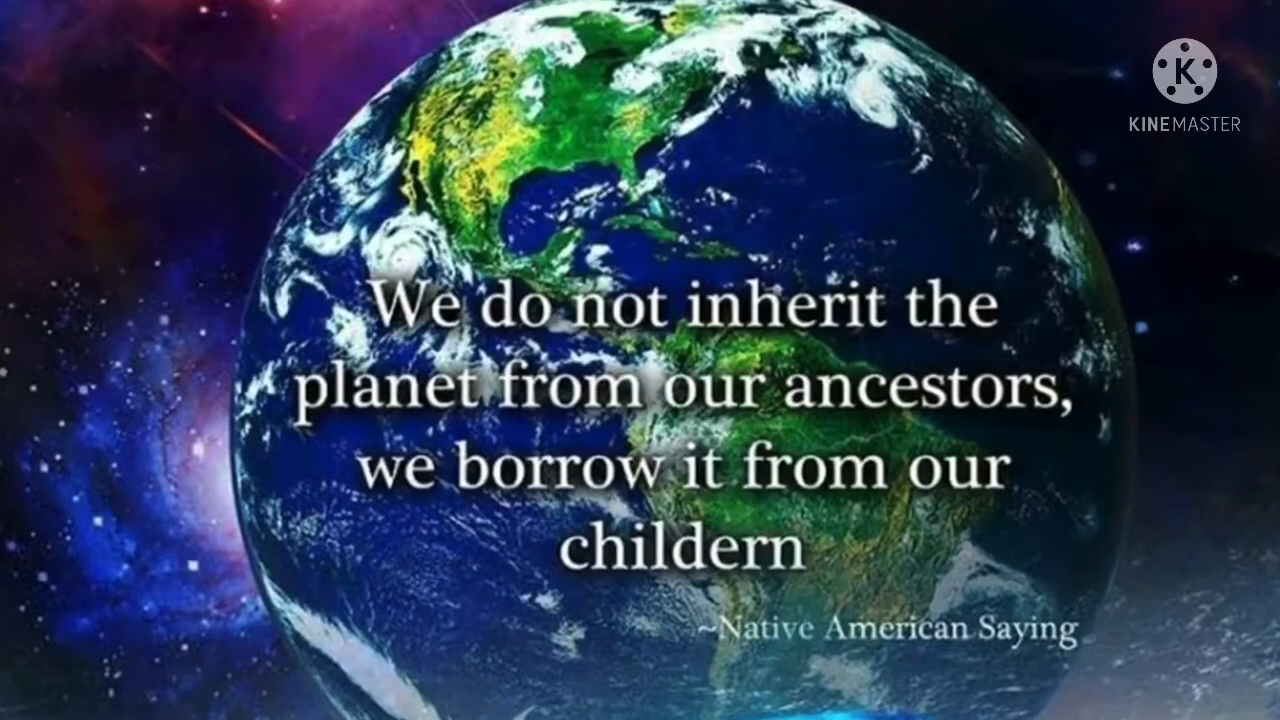 K
KINEMASTER
We do not inherit the
planet from our ancestors,
we borrow it from our
childern
~Native American Saying